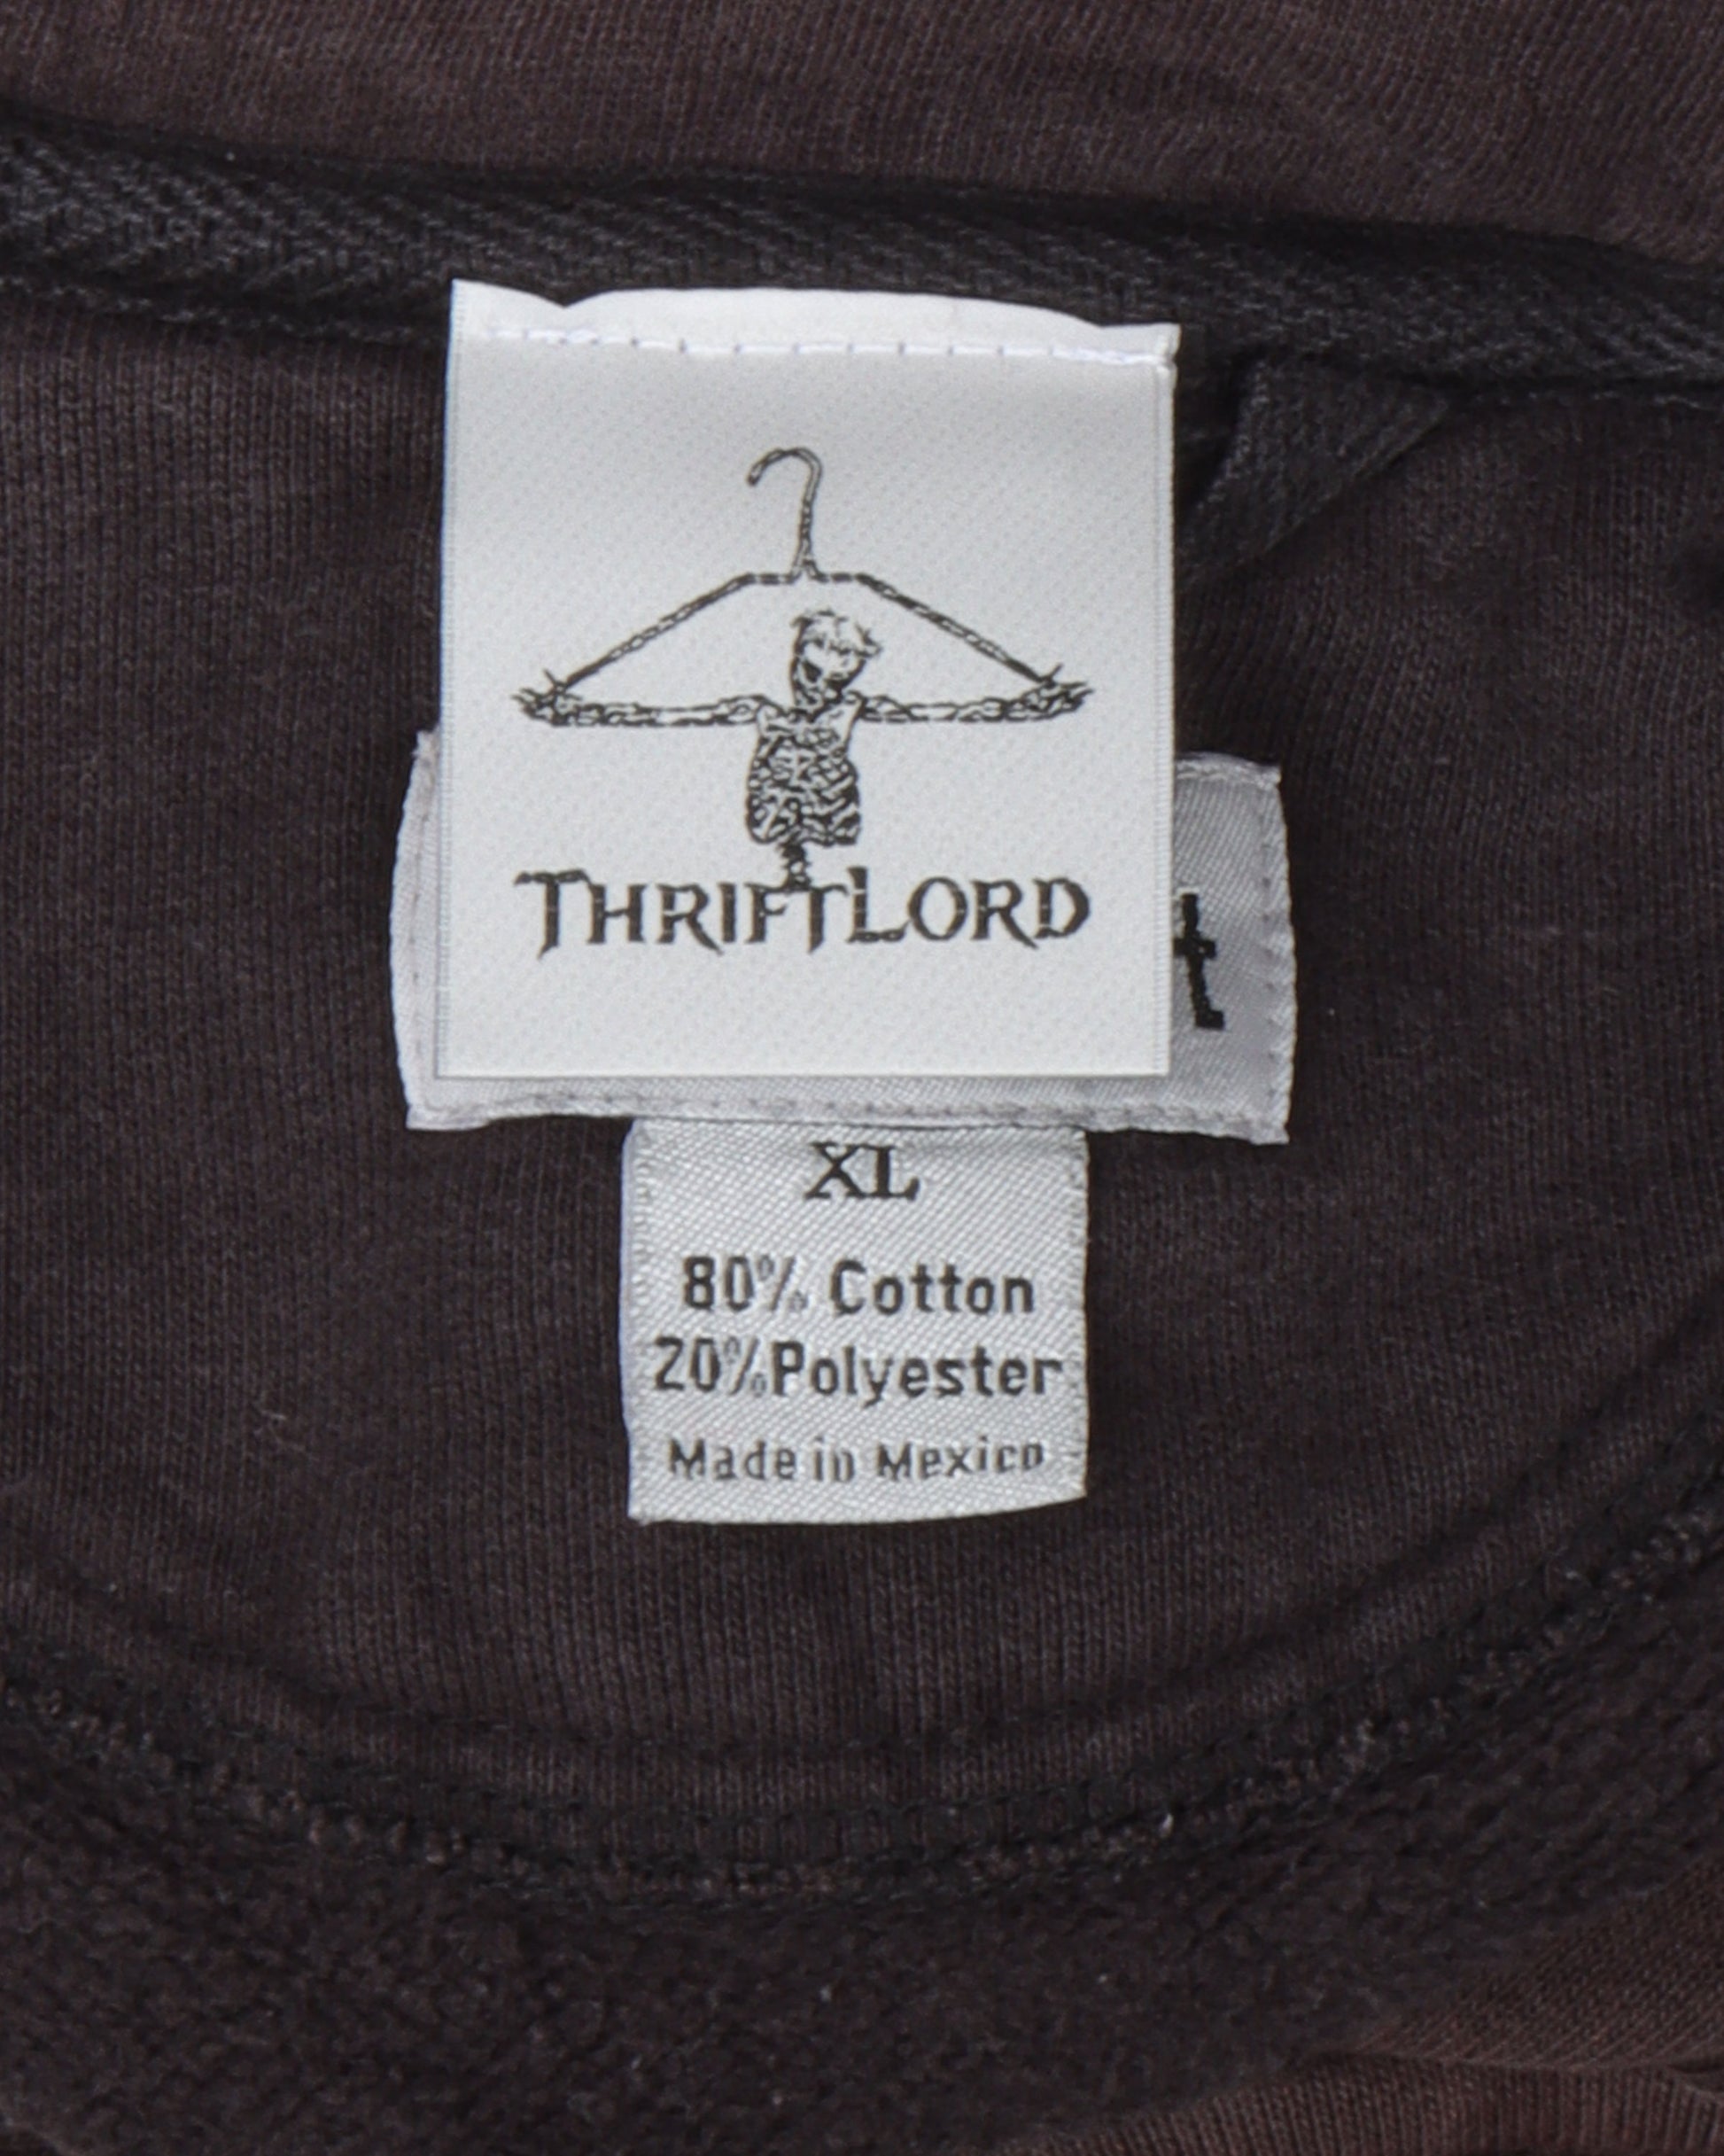 THRIFTLORD
t
XL
80% Cotton
20% Polyester
Made in Mexico